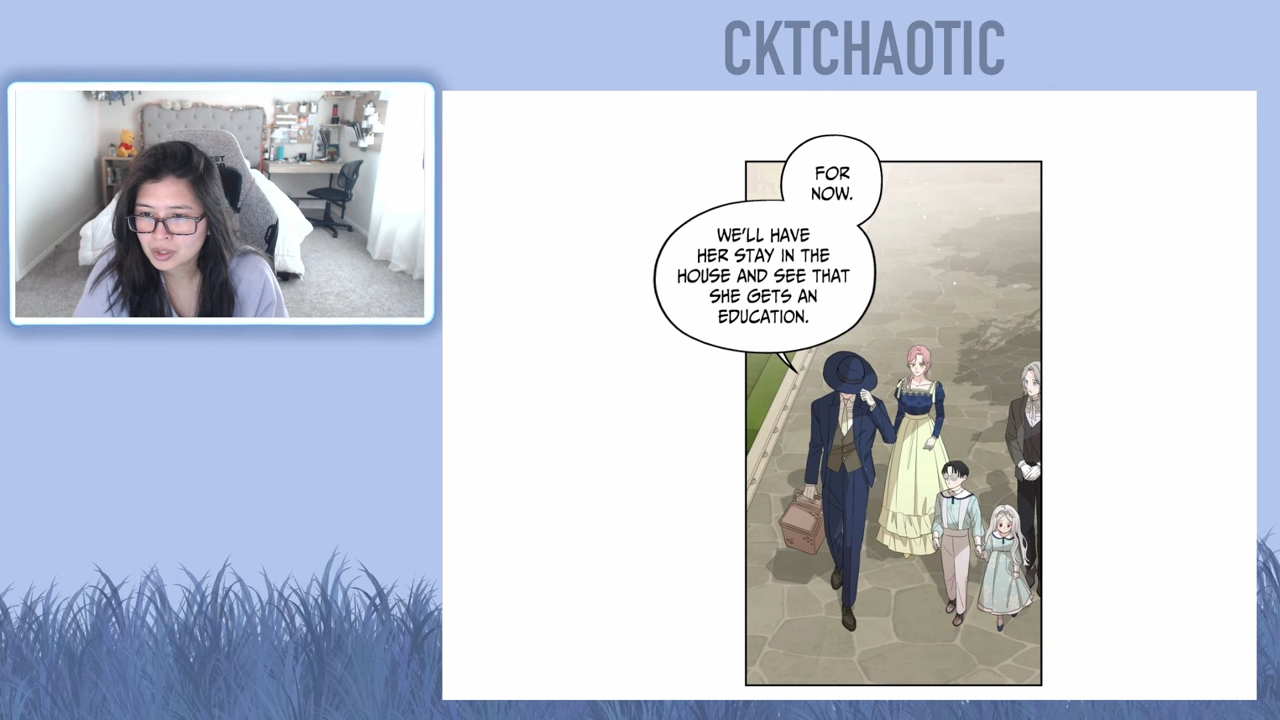 CKTCHAOTIC
FOR
NOW.
WE'LL HAVE
HER STAY IN THE
HOUSE AND SEE THAT
SHE GETS AN
EDUCATION.